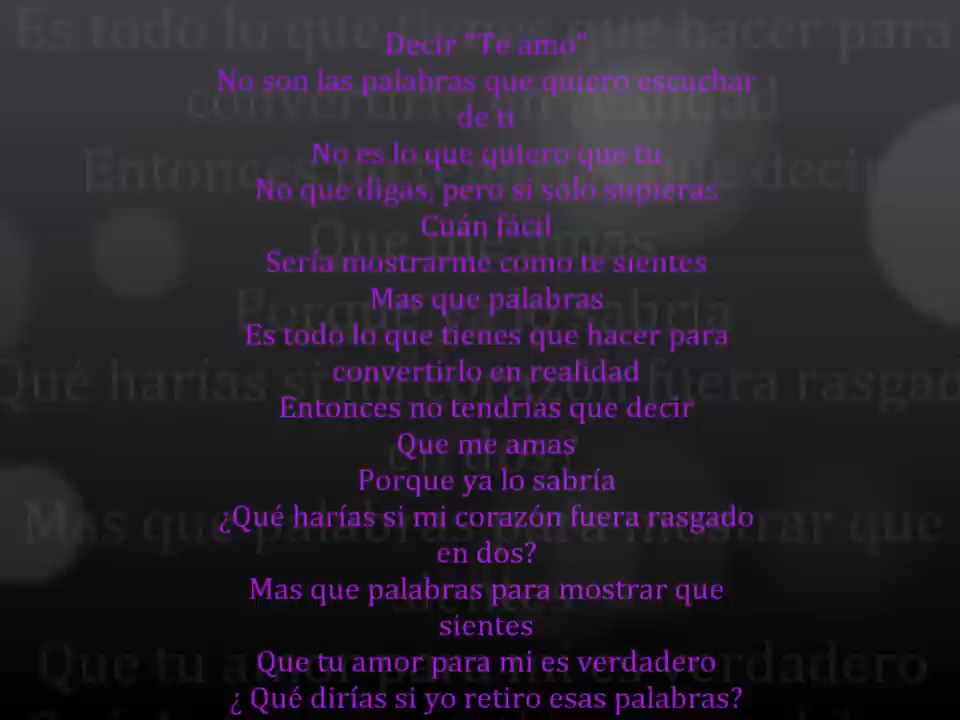 Decir "Te amo"
No son las palabras que quiero escuchar
de ti
No es lo que quiero que tu
No que digas, pero si solo supieras
Cuán fácil
Sería mostrarme como te sientes
Mas que palabras
Es todo lo que tienes que hacer para
convertirlo en realidad
Entonces no tendrías que decir
Que me amas
Porque ya lo sabría
¿Qué harías si mi corazón fuera rasgado
en dos?
Mas que palabras para mostrar que
sientes
Que tu amor para mi es verdadero
¿ Qué dirías si yo retiro esas palabras?